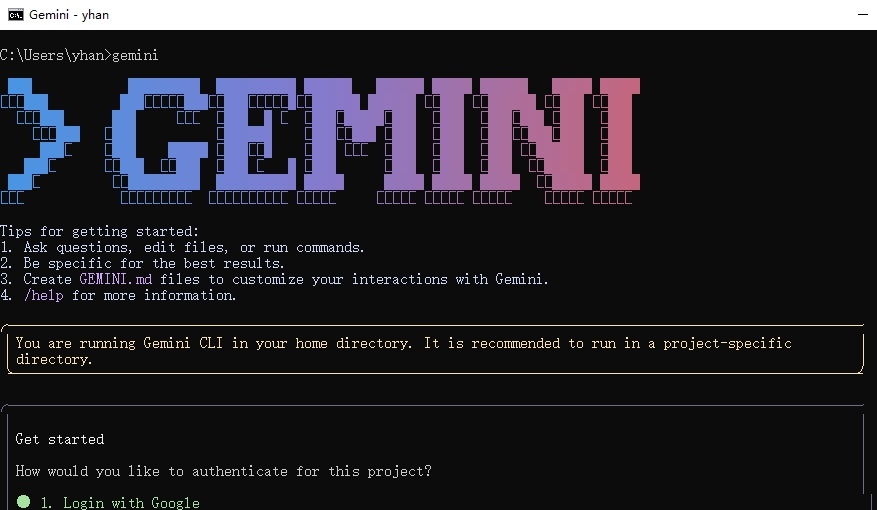 Gemini - yhan
C:\Users\yhan>gemini
> GEMINI
Tips for getting started:
1. Ask questions, edit files, or run commands.
2. Be specific for the best results.
3. Create GEMINI.md files to customize your interactions with Gemini.
4. /help for more information.
You are running Gemini CLI in your home directory. It is recommended to run in a project-specific
directory.
Get started
How would you like to authenticate for this project?
● 1. Login with Google